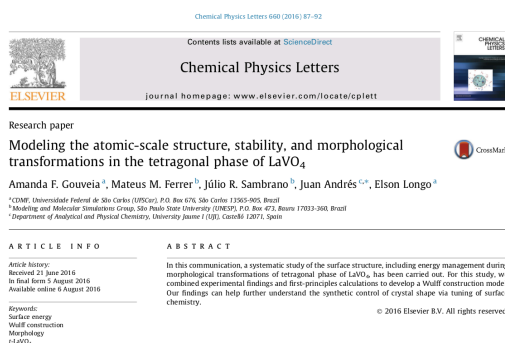 Chemical Physics Letters 660 (2016) 87–92
Contents lists available at ScienceDirect
Chemical Physics Letters
journal homepage: www.elsevier.com/locate/cplett
ELSEVIER
CHEMICAL
PHYSICS
LETTERS
Research paper
Modeling the atomic-scale structure, stability, and morphological
transformations in the tetragonal phase of LaVO₄
CrossMark
Amanda F. Gouveia ᵃ, Mateus M. Ferrer ᵇ, Júlio R. Sambrano ᵇ, Juan Andrés ᶜ,*, Elson Longo ᵃ
ᵃ CDMF, Universidade Federal de São Carlos (UFSCar), P.O. Box 676, São Carlos 13565-905, Brazil
ᵇ Modeling and Molecular Simulations Group, São Paulo State University (UNESP), P.O. Box 473, Bauru 17033-360, Brazil
ᶜ Department of Analytical and Physical Chemistry, University Jaume I (UJI), Castelló 12071, Spain
ARTICLE INFO
Article history:
Received 21 June 2016
In final form 5 August 2016
Available online 6 August 2016
Keywords:
Surface energy
Wulff construction
Morphology
t-LaVO₄
ABSTRACT
In this communication, a systematic study of the surface structure, including energy management during
morphological transformations of tetragonal phase of LaVO₄, has been carried out. For this study, w
combined experimental findings and first-principles calculations to develop a Wulff construction mode
Our findings can help further understand the synthetic control of crystal shape via tuning of surfac
chemistry.
© 2016 Elsevier B.V. All rights reserved